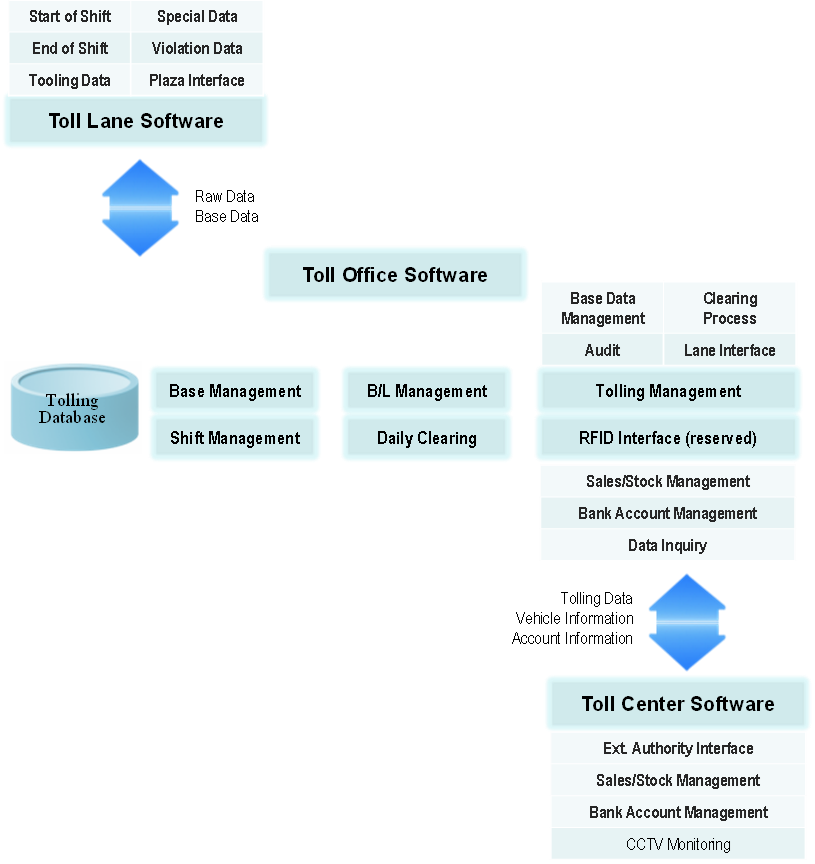 Start of Shift
Special Data
End of Shift
Violation Data
Tooling Data
Plaza Interface
Toll Lane Software
Raw Data
Base Data
Toll Office Software
Base Data
Management
Clearing
Process
Audit
Lane Interface
Tolling
Database
Base Management
B/L Management
Tolling Management
Shift Management
Daily Clearing
RFID Interface (reserved)
Sales/Stock Management
Bank Account Management
Data Inquiry
Tolling Data
Vehicle Information
Account Information
Toll Center Software
Ext. Authority Interface
Sales/Stock Management
Bank Account Management
CCTV Monitoring